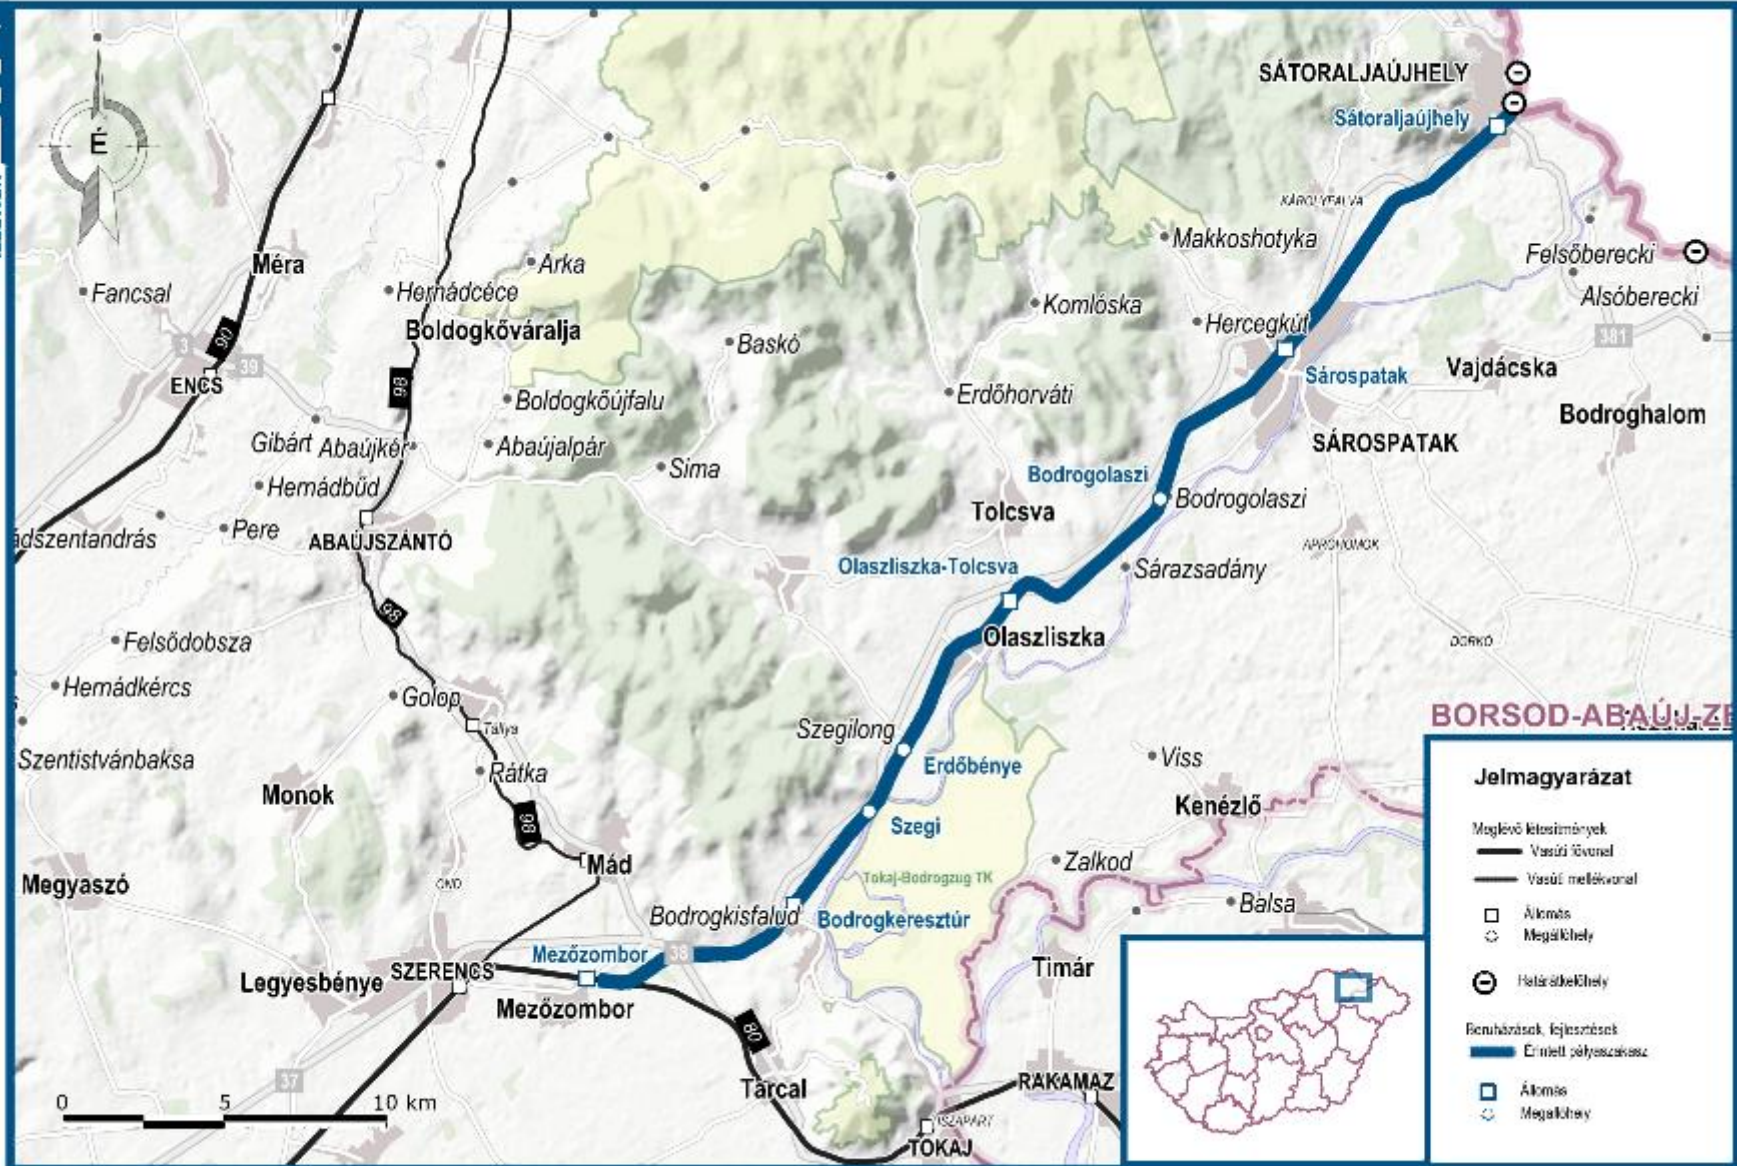 SÁTORALJAÚJHELY
Sátoraljaújhely
É
KÁROLYFALVA
Makkoshotyka
Felsőberecki
Méra
Arka
Fancsal
Hernádcéce
Alsóberecki
Komlóska
Boldogkőváralja
Hercegkút
90
3
39
Baskó
381
ENCS
98
Vajdácska
Sárospatak
Boldogkőújfalu
Erdőhorváti
Bodroghalom
Gibárt
Abaújkér
Abaújalpár
SÁROSPATAK
Sima
Bodrogolaszi
Hernádbűd
Bodrogolaszi
Tolcsva
Pere
ádszentandrás
ABAÚJSZÁNTÓ
APRÓHOMOK
Olaszliszka-Tolcsva
Sárazsadány
98
Felsődobsza
Olaszliszka
DORKÓ
Hernádkércs
Golop
Tállya
Szegilong
BORSOD-ABAÚJ-ZE
Szentistvánbaksa
Rátka
Erdőbénye
Viss
Monok
Kenézlő
98
Szegi
Mád
Zalkod
Megyaszó
OND
Tokaj-Bodrogzug TK
Bodrogkisfalud
Bodrogkeresztúr
Balsa
Mezőzombor
38
Legyesbénye
SZERENCS
Timár
Mezőzombor
80
37
Tarcal
RAKAMAZ
TISZAPART
TOKAJ
0 5 10 km
Jelmagyarázat
Meglévő létesítmények
Vasúti fővonal
Vasúti mellékvonal
Állomás
Megállóhely
Határátkelőhely
Beruházások, fejlesztések
Érintett pályaszakasz
Állomás
Megállóhely